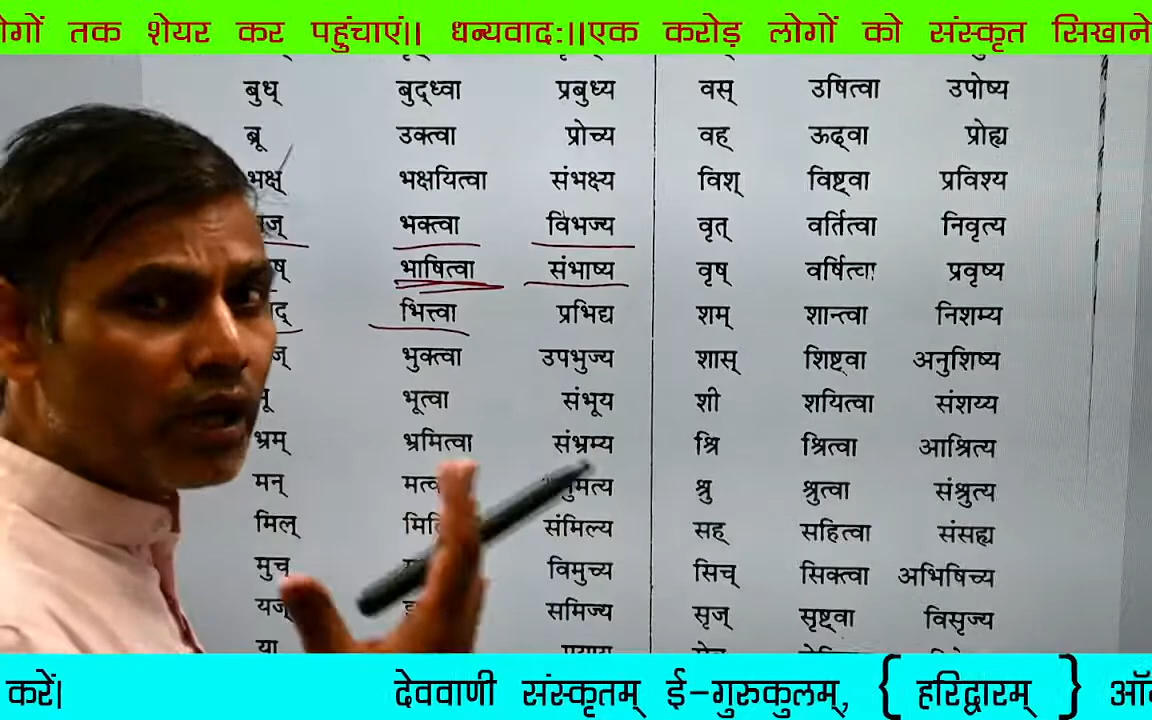 लोगों तक शेयर कर पहुंचाएं।। धन्यवादः।।एक करोड़ लोगों को संस्कृत सिखाने
बुध् बुद्ध्वा प्रबुध्य वस् उषित्वा उपोष्य
ब्रू उक्त्वा प्रोच्य वह् ऊढ्वा प्रोह्य
भक्ष् भक्षयित्वा संभक्ष्य विश् विष्ट्वा प्रविश्य
भक्त्वा विभज्य वृत् वर्तित्वा निवृत्य
भाषित्वा संभाष्य वृष् वर्षित्वा प्रवृष्य
भित्त्वा प्रभिद्य शम् शान्त्वा निशम्य
भुक्त्वा उपभुज्य शास् शिष्ट्वा अनुशिष्य
भूत्वा संभूय शी शयित्वा संशय्य
भ्रम् भ्रमित्वा संभ्रम्य श्रि श्रित्वा आश्रित्य
मन् श्रु श्रुत्वा संश्रुत्य
मिल् संमिल्य सह् सहित्वा संसह्य
मुच् विमुच्य सिच् सिक्त्वा अभिषिच्य
यज् समिज्य सृज् सृष्ट्वा विसृज्य
या
करें। देववाणी संस्कृतम् ई-गुरुकुलम्, { हरिद्वारम् }